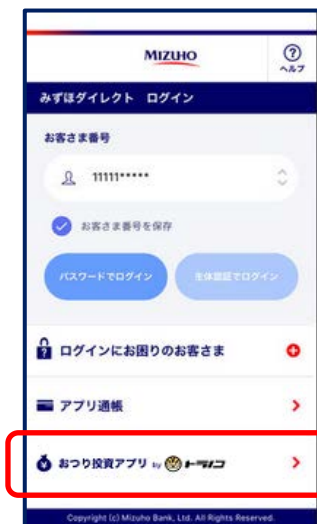 MIZUHO
?
ヘルプ
みずほダイレクト ログイン
お客さま番号
11111*****
お客さま番号を保存
パスワードでログイン
生体認証でログイン
ログインにお困りのお客さま
アプリ通帳
おつり投資アプリ by トラノコ
Copyright (c) Mizuho Bank, Ltd. All Rights Reserved.